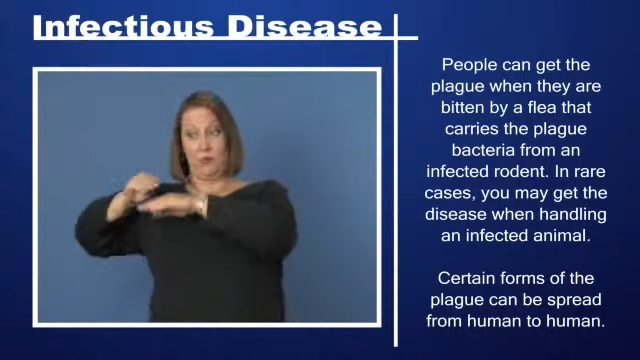 Infectious Disease
People can get the
plague when they are
bitten by a flea that
carries the plague
bacteria from an
infected rodent. In rare
cases, you may get the
disease when handling
an infected animal.
Certain forms of the
plague can be spread
from human to human.